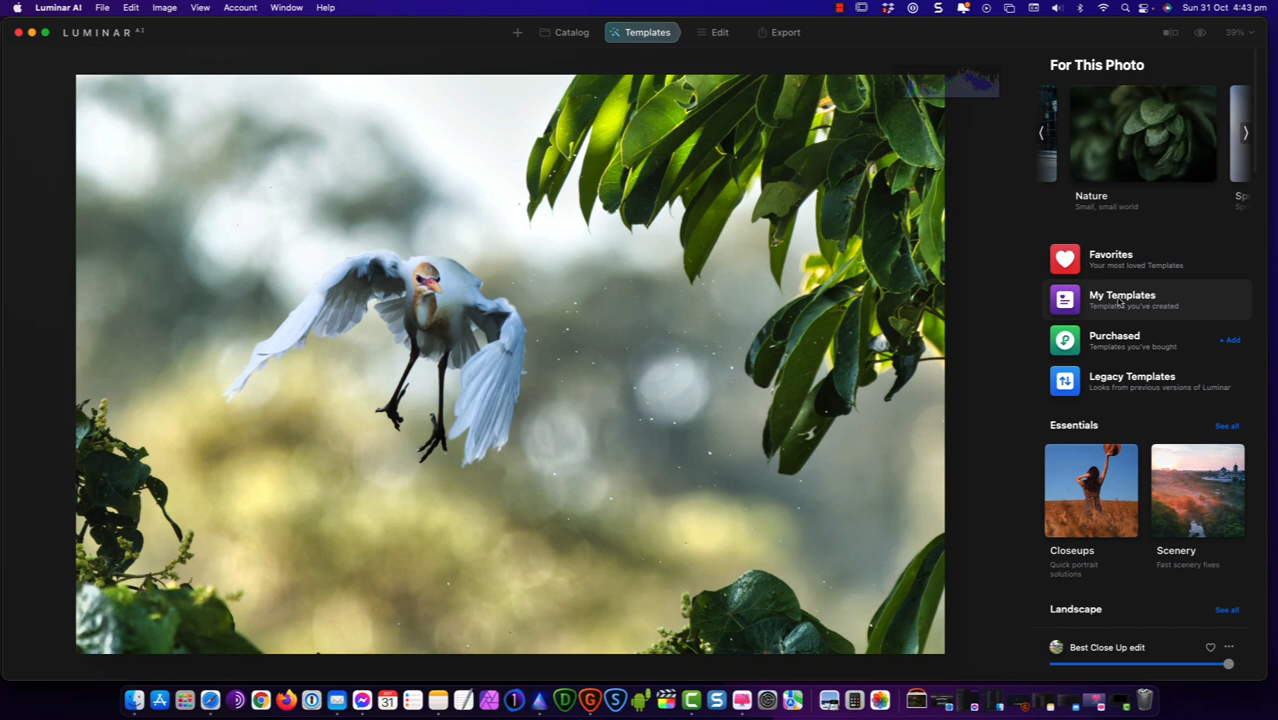 Luminar AI File Edit Image View Account Window Help Sun 31 Oct 4:43 pm
LUMINAR AI Catalog Templates Edit Export 39%
For This Photo
Nature
Small, small world
Favorites
Your most loved Templates
My Templates
Templates you've created
Purchased
Templates you've bought
+ Add
Legacy Templates
Looks from previous versions of Luminar
Essentials See all
Closeups
Quick portrait
solutions
Scenery
Fast scenery fixes
Landscape See all
Best Close Up edit